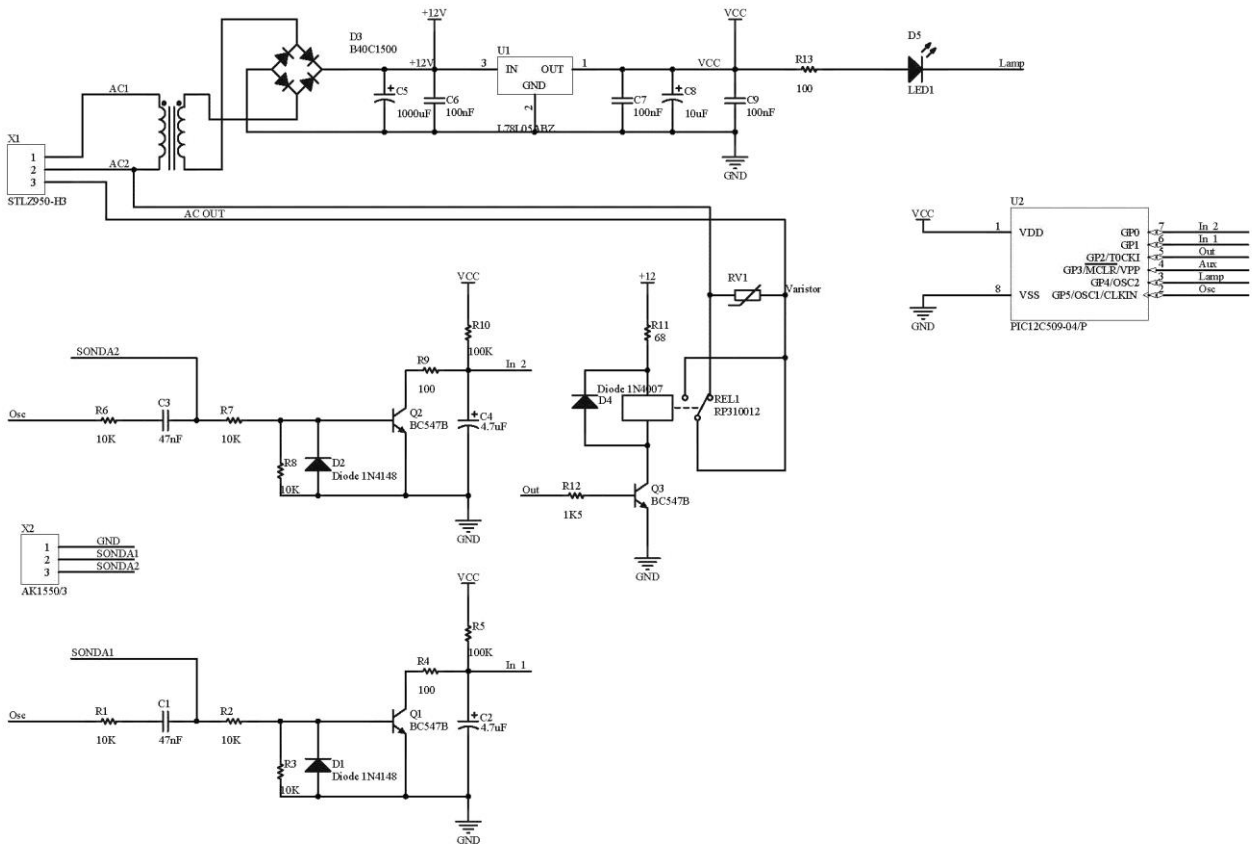 +12V
VCC
D3
B40C1500
U1
D5
+12V
3
IN
OUT
1
VCC
R13
Lamp
GND
100
LED1
AC1
C5
1000uF
C6
100nF
2
C7
100nF
C8
10uF
C9
100nF
L78L05ABZ
X1
1
2
3
AC2
GND
STLZ950-H3
AC OUT
U2
VCC
1
VDD
GP0
7
In 2
GP1
6
In 1
GP2/T0CKI
5
Out
GP3/MCLR/VPP
4
Aux
GP4/OSC2
3
Lamp
8
VSS
GP5/OSC1/CLKIN
2
Osc
GND
PIC12C509-04/P
VCC
+12
RV1
Varistor
R10
100K
R11
68
SONDA2
R9
100
In 2
Diode 1N4007
D4
REL1
RP310012
Osc
R6
10K
C3
47nF
R7
10K
Q2
BC547B
C4
4.7uF
R8
10K
D2
Diode 1N4148
Out
R12
1K5
Q3
BC547B
GND
X2
1
GND
2
SONDA1
3
SONDA2
AK1550/3
GND
VCC
R5
100K
SONDA1
R4
100
In 1
Osc
R1
10K
C1
47nF
R2
10K
Q1
BC547B
C2
4.7uF
R3
10K
D1
Diode 1N4148
GND